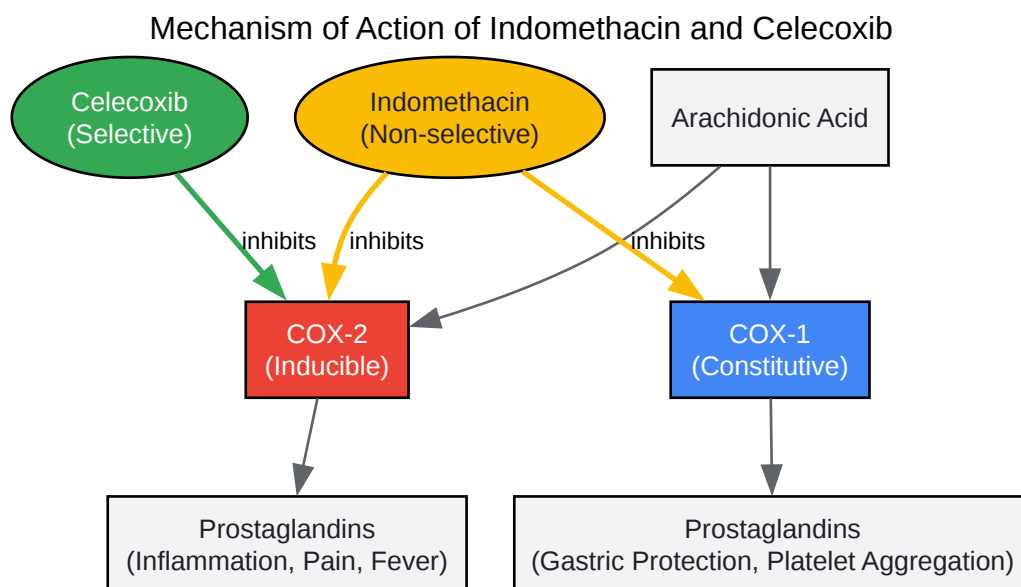 Mechanism of Action of Indomethacin and Celecoxib
Celecoxib
(Selective)
Indomethacin
(Non-selective)
Arachidonic Acid
inhibits
inhibits
inhibits
COX-2
(Inducible)
COX-1
(Constitutive)
Prostaglandins
(Inflammation, Pain, Fever)
Prostaglandins
(Gastric Protection, Platelet Aggregation)